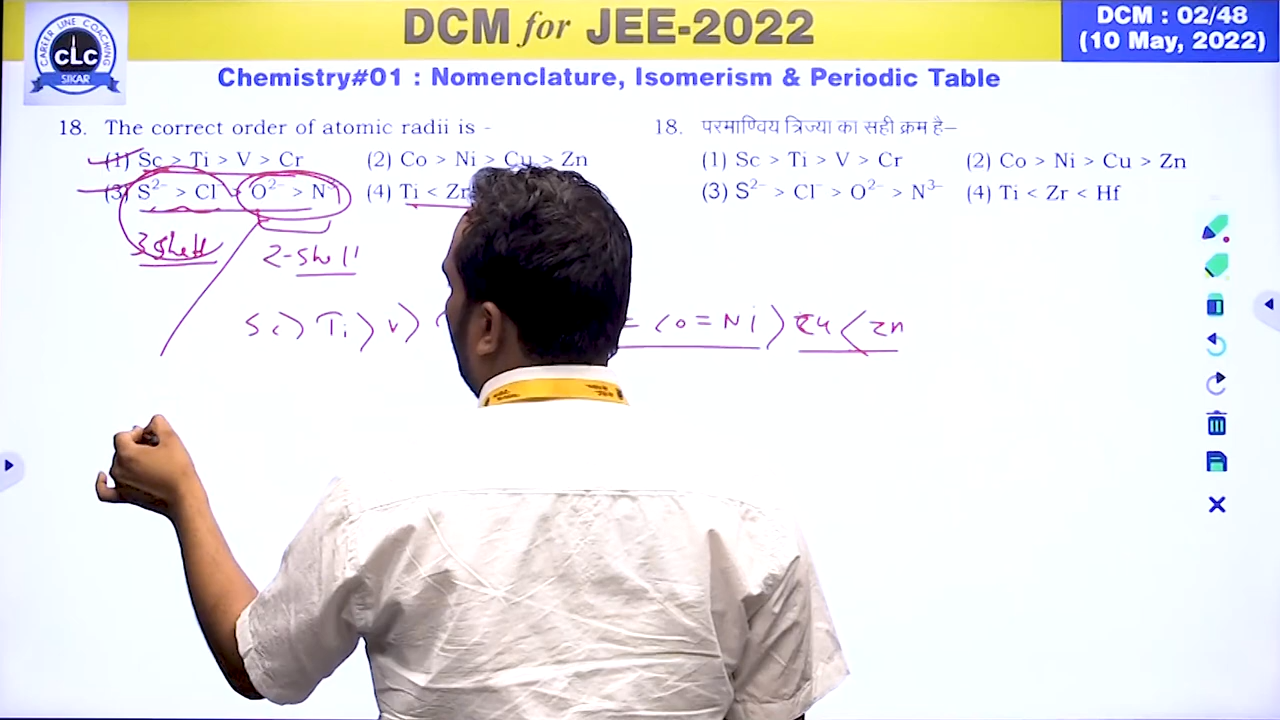 DCM for JEE-2022
DCM : 02/48
(10 May, 2022)
CAREER LINE COACHING
CLC
SIKAR
Chemistry#01 : Nomenclature, Isomerism & Periodic Table
18. The correct order of atomic radii is -
(1) Sc > Ti > V > Cr (2) Co > Ni > Cu > Zn
(3) S²⁻ > Cl⁻ > O²⁻ > N³⁻ (4) Ti < Zr
3 shell
2-shell
Sc > Ti > V >
= Co = Ni > Cu < Zn
18. परमाण्विय त्रिज्या का सही क्रम है–
(1) Sc > Ti > V > Cr (2) Co > Ni > Cu > Zn
(3) S²⁻ > Cl⁻ > O²⁻ > N³⁻ (4) Ti < Zr < Hf